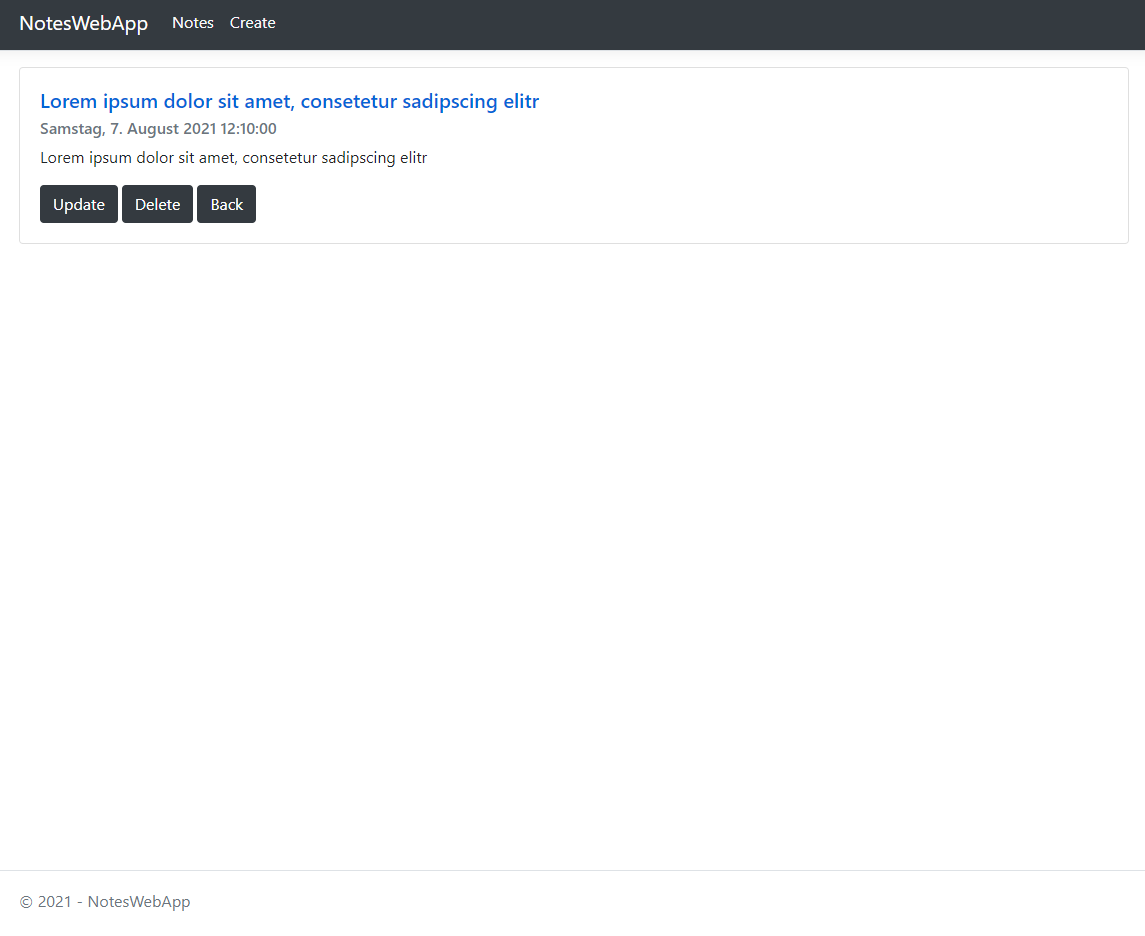 NotesWebApp Notes Create
Lorem ipsum dolor sit amet, consetetur sadipscing elitr
Samstag, 7. August 2021 12:10:00
Lorem ipsum dolor sit amet, consetetur sadipscing elitr
Update Delete Back
© 2021 - NotesWebApp